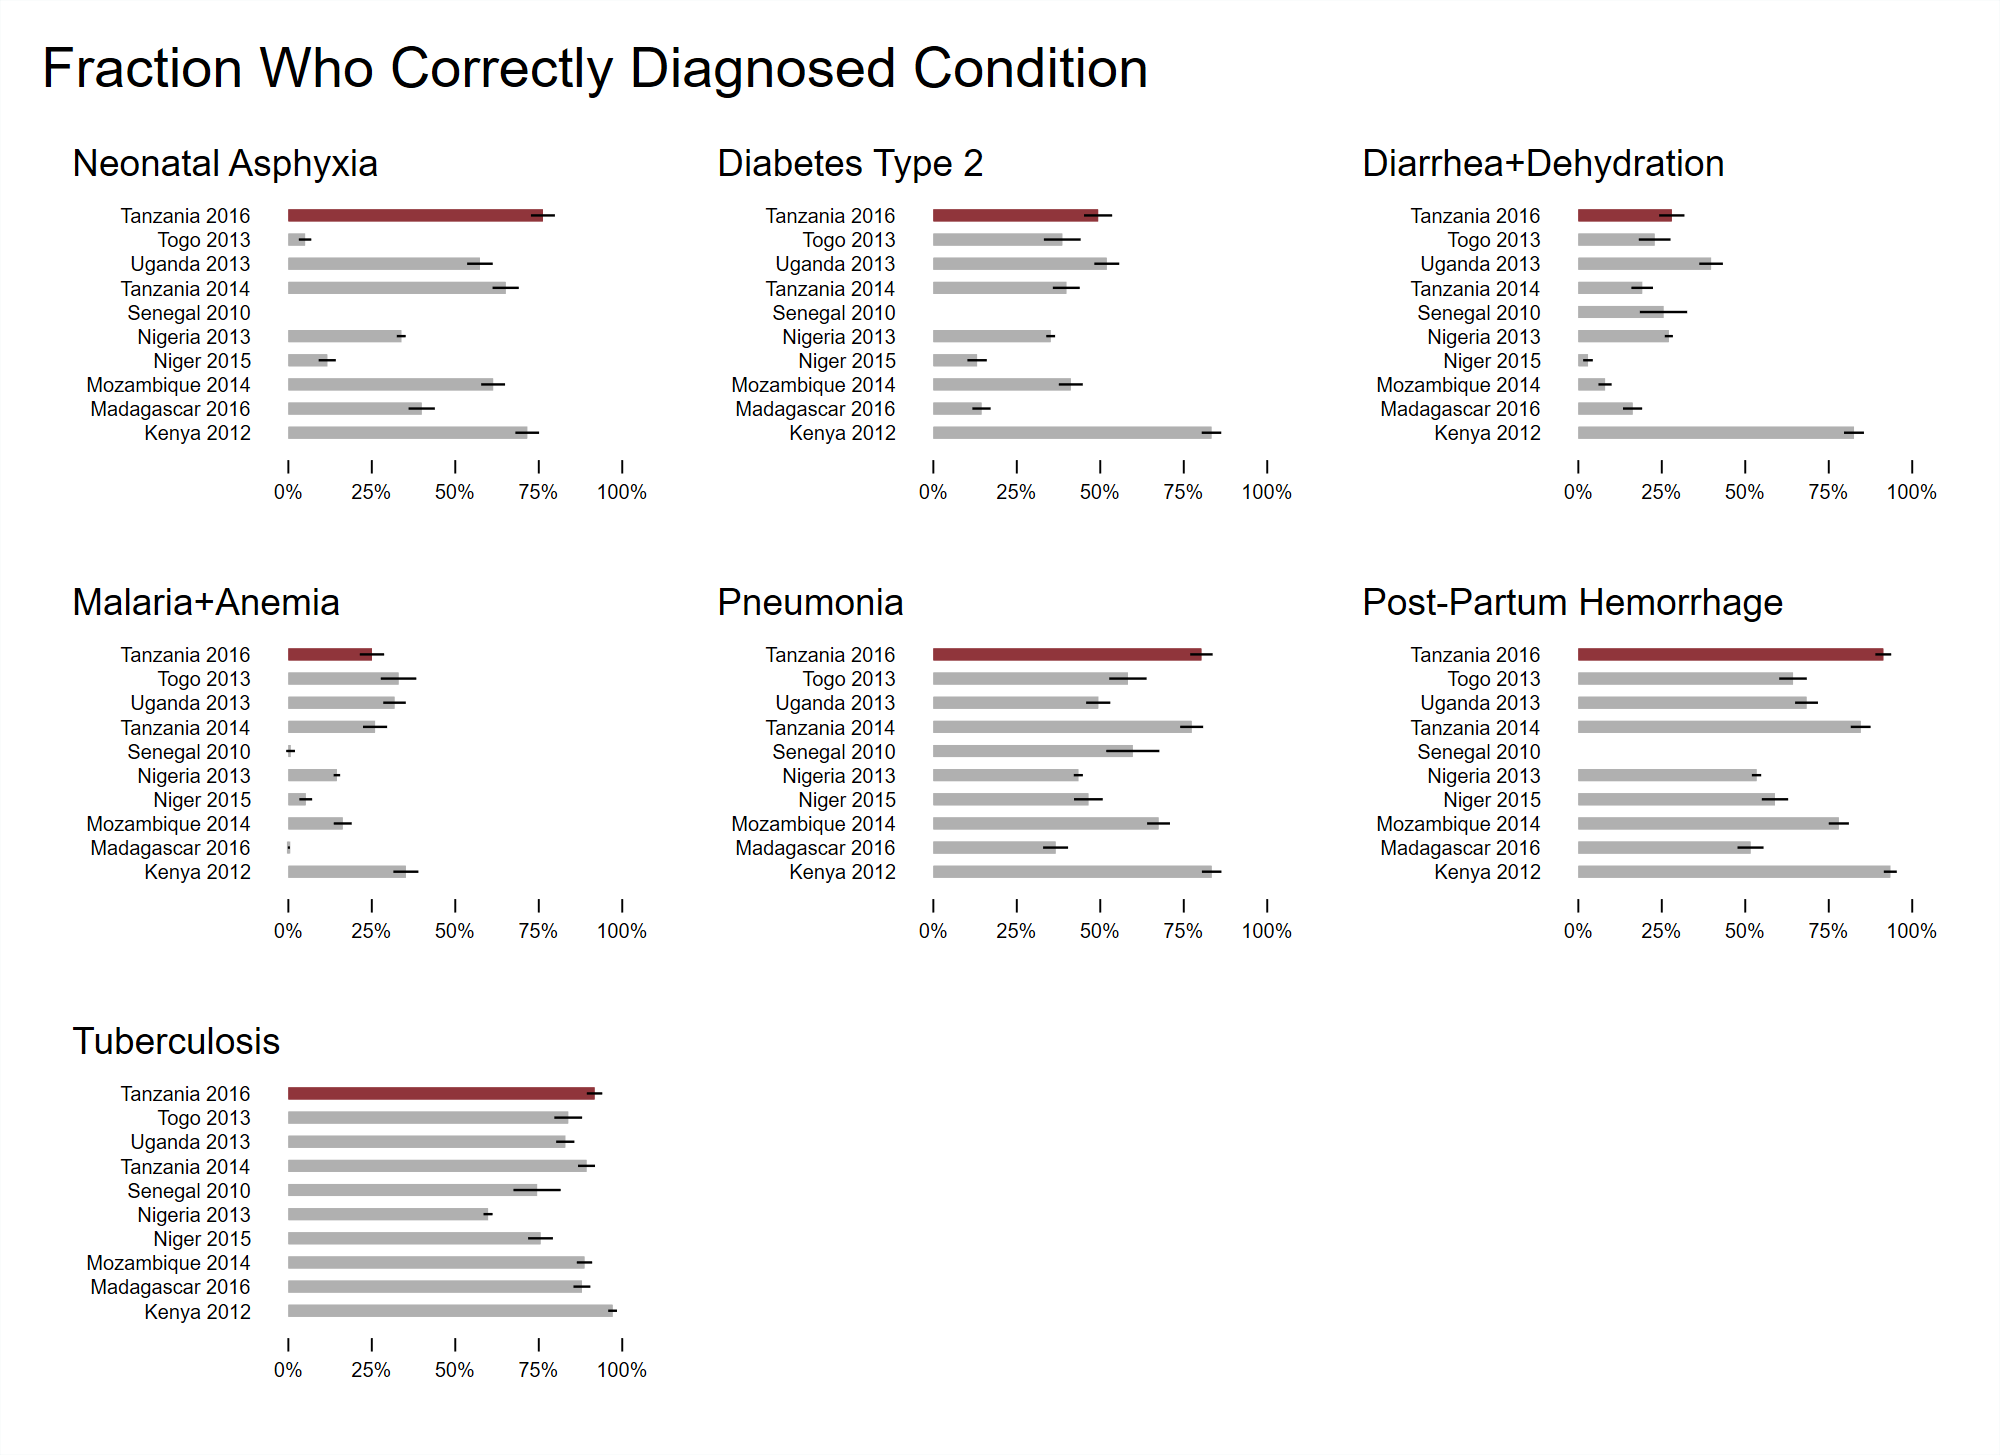 Fraction Who Correctly Diagnosed Condition
Neonatal Asphyxia
Tanzania 2016
Togo 2013
Uganda 2013
Tanzania 2014
Senegal 2010
Nigeria 2013
Niger 2015
Mozambique 2014
Madagascar 2016
Kenya 2012
0% 25% 50% 75% 100%
Diabetes Type 2
Tanzania 2016
Togo 2013
Uganda 2013
Tanzania 2014
Senegal 2010
Nigeria 2013
Niger 2015
Mozambique 2014
Madagascar 2016
Kenya 2012
0% 25% 50% 75% 100%
Diarrhea+Dehydration
Tanzania 2016
Togo 2013
Uganda 2013
Tanzania 2014
Senegal 2010
Nigeria 2013
Niger 2015
Mozambique 2014
Madagascar 2016
Kenya 2012
0% 25% 50% 75% 100%
Malaria+Anemia
Tanzania 2016
Togo 2013
Uganda 2013
Tanzania 2014
Senegal 2010
Nigeria 2013
Niger 2015
Mozambique 2014
Madagascar 2016
Kenya 2012
0% 25% 50% 75% 100%
Pneumonia
Tanzania 2016
Togo 2013
Uganda 2013
Tanzania 2014
Senegal 2010
Nigeria 2013
Niger 2015
Mozambique 2014
Madagascar 2016
Kenya 2012
0% 25% 50% 75% 100%
Post-Partum Hemorrhage
Tanzania 2016
Togo 2013
Uganda 2013
Tanzania 2014
Senegal 2010
Nigeria 2013
Niger 2015
Mozambique 2014
Madagascar 2016
Kenya 2012
0% 25% 50% 75% 100%
Tuberculosis
Tanzania 2016
Togo 2013
Uganda 2013
Tanzania 2014
Senegal 2010
Nigeria 2013
Niger 2015
Mozambique 2014
Madagascar 2016
Kenya 2012
0% 25% 50% 75% 100%